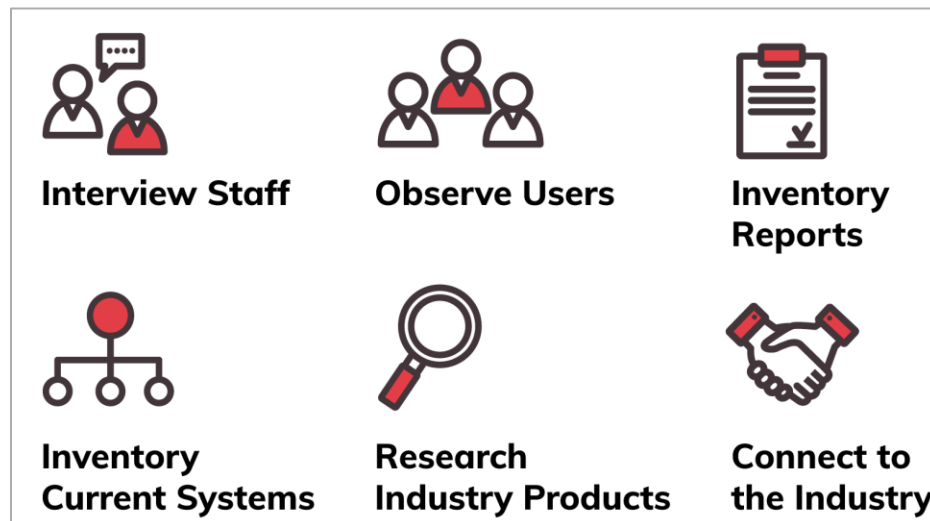 Interview Staff
Observe Users
Inventory
Reports
Inventory
Current Systems
Research
Industry Products
Connect to
the Industry